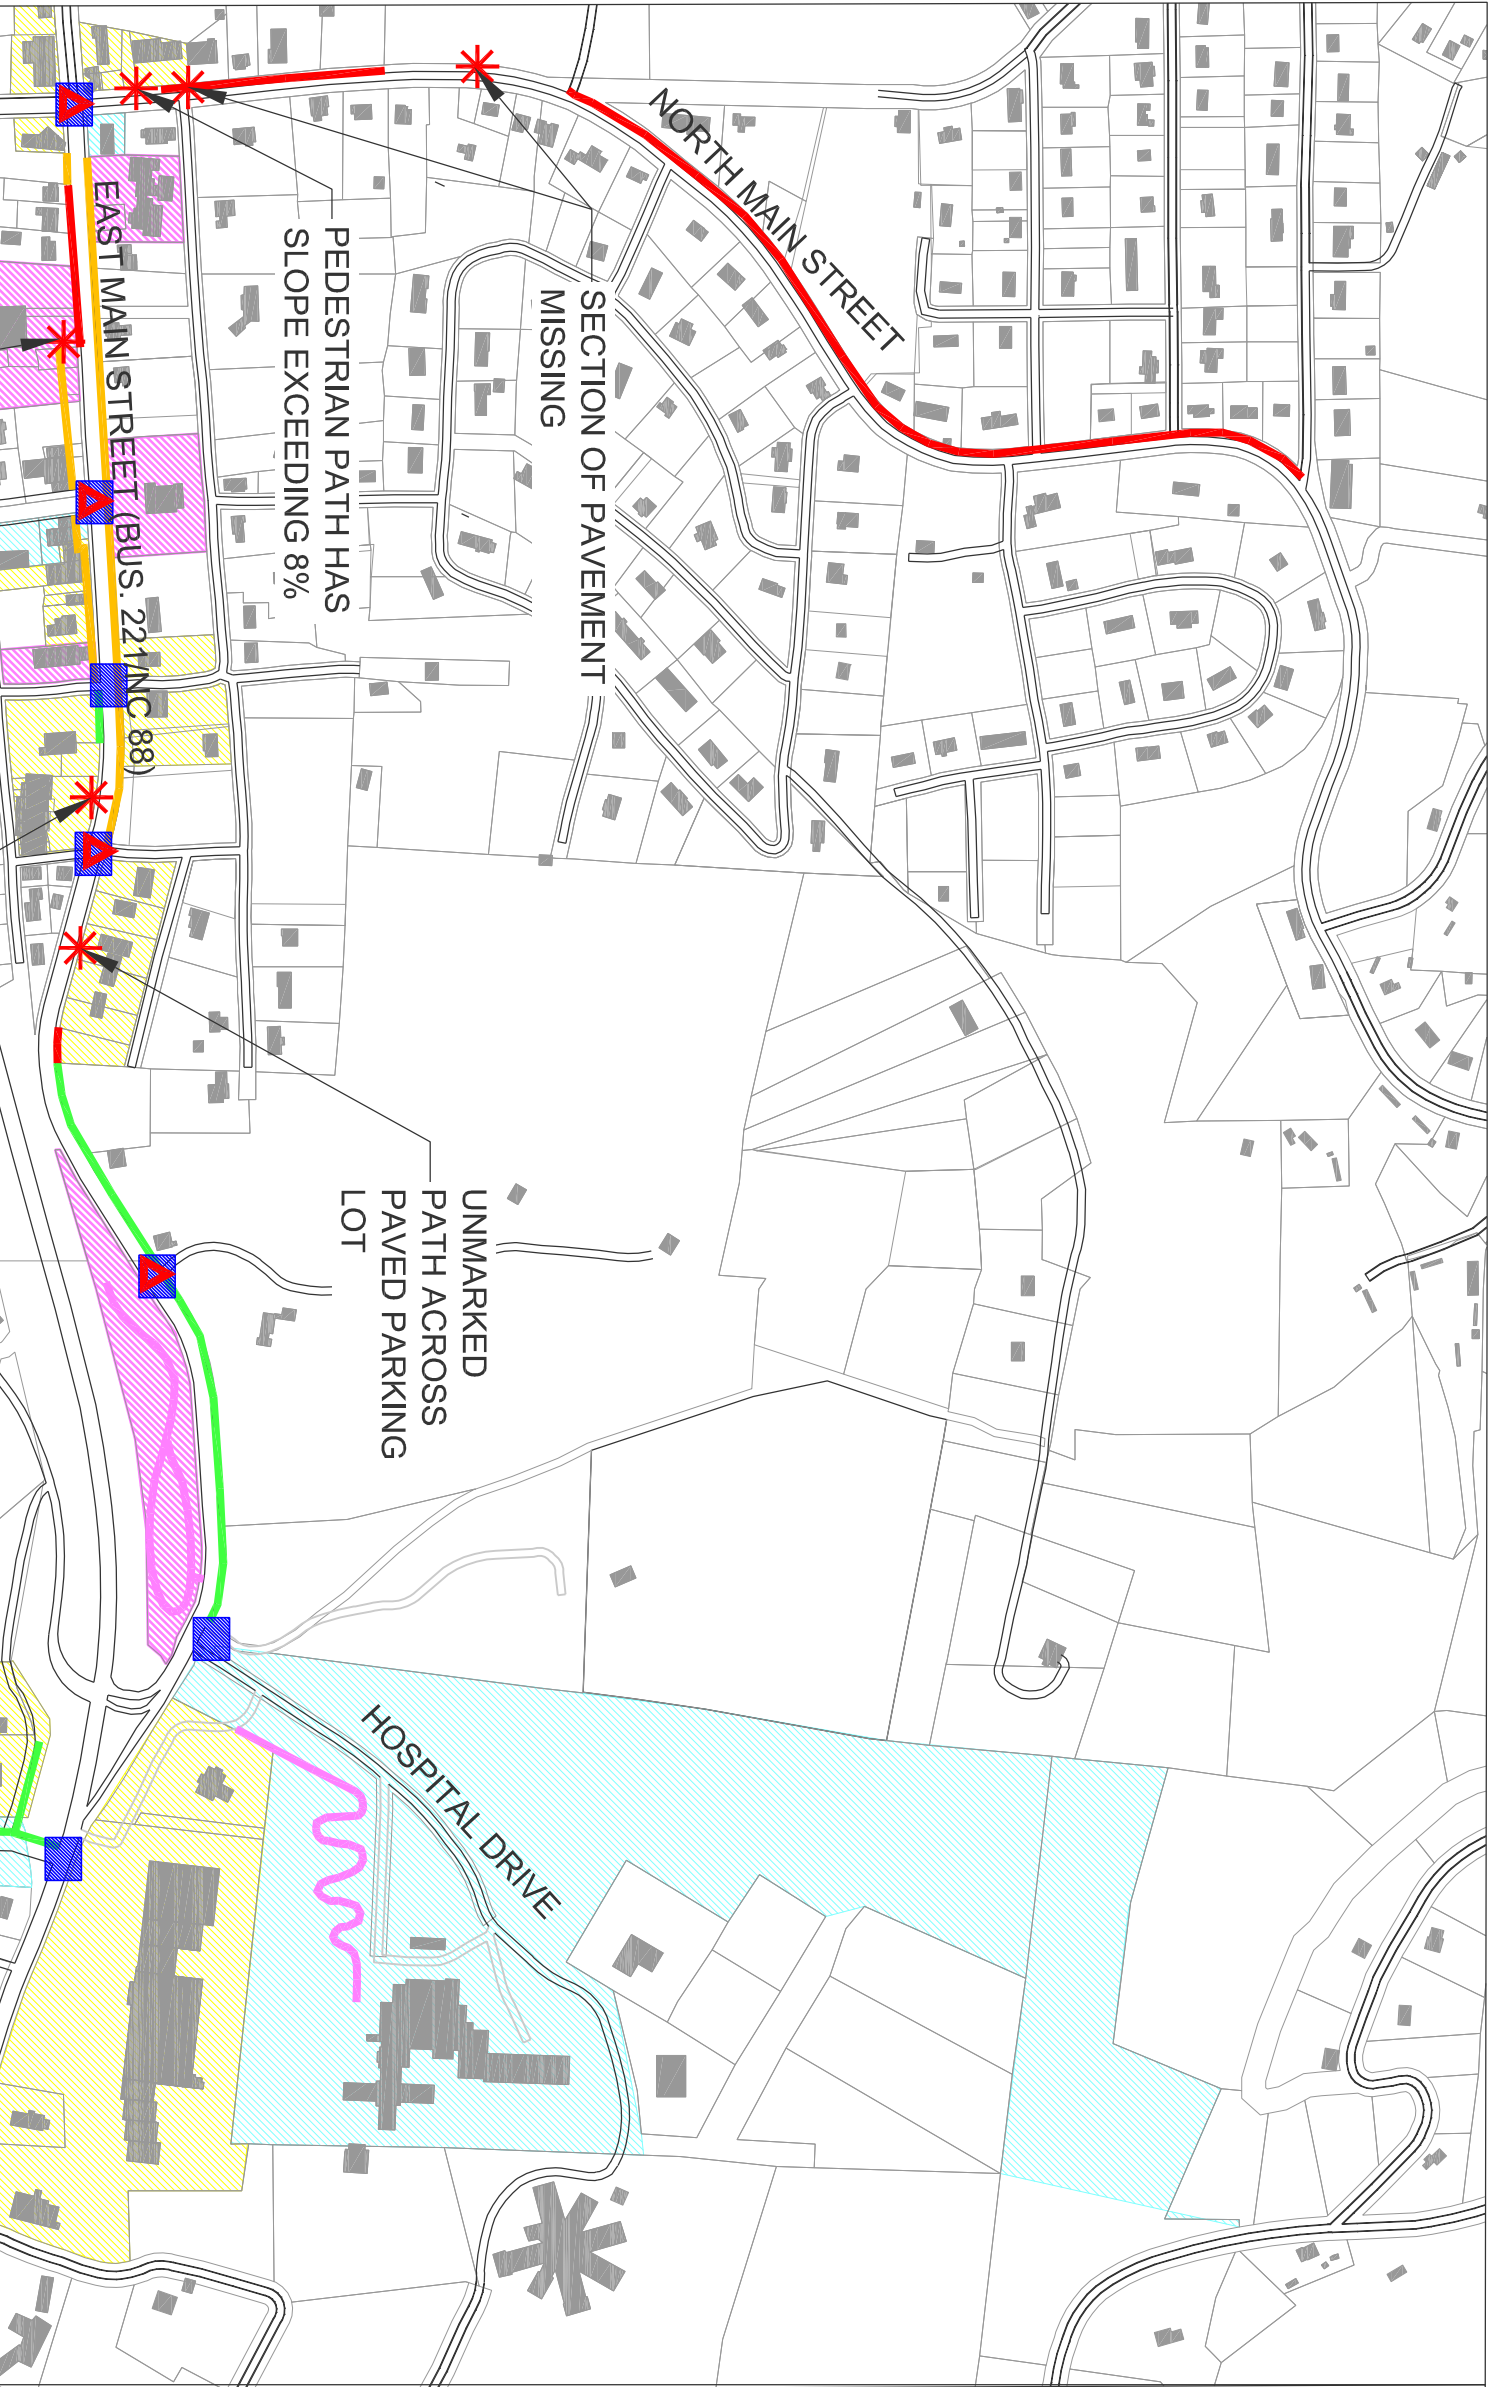 NORTH MAIN STREET
SECTION OF PAVEMENT
MISSING
PEDESTRIAN PATH HAS
SLOPE EXCEEDING 8%
EAST MAIN STREET (BUS. 221/NC 88)
UNMARKED
PATH ACROSS
PAVED PARKING
LOT
HOSPITAL DRIVE